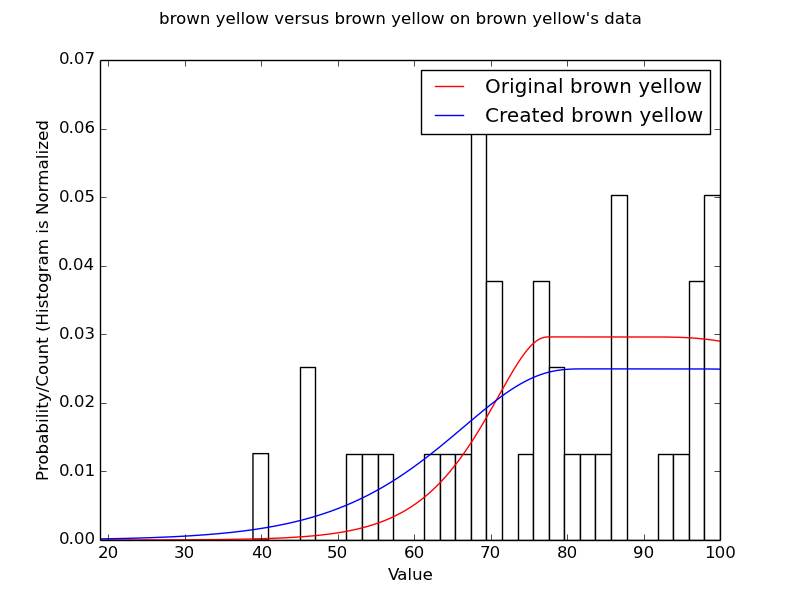 brown yellow versus brown yellow on brown yellow's data
0.07
0.06
0.05
0.04
0.03
0.02
0.01
0.00
Probability/Count (Histogram is Normalized
Original brown yellow
Created brown yellow
20 30 40 50 60 70 80 90 100
Value